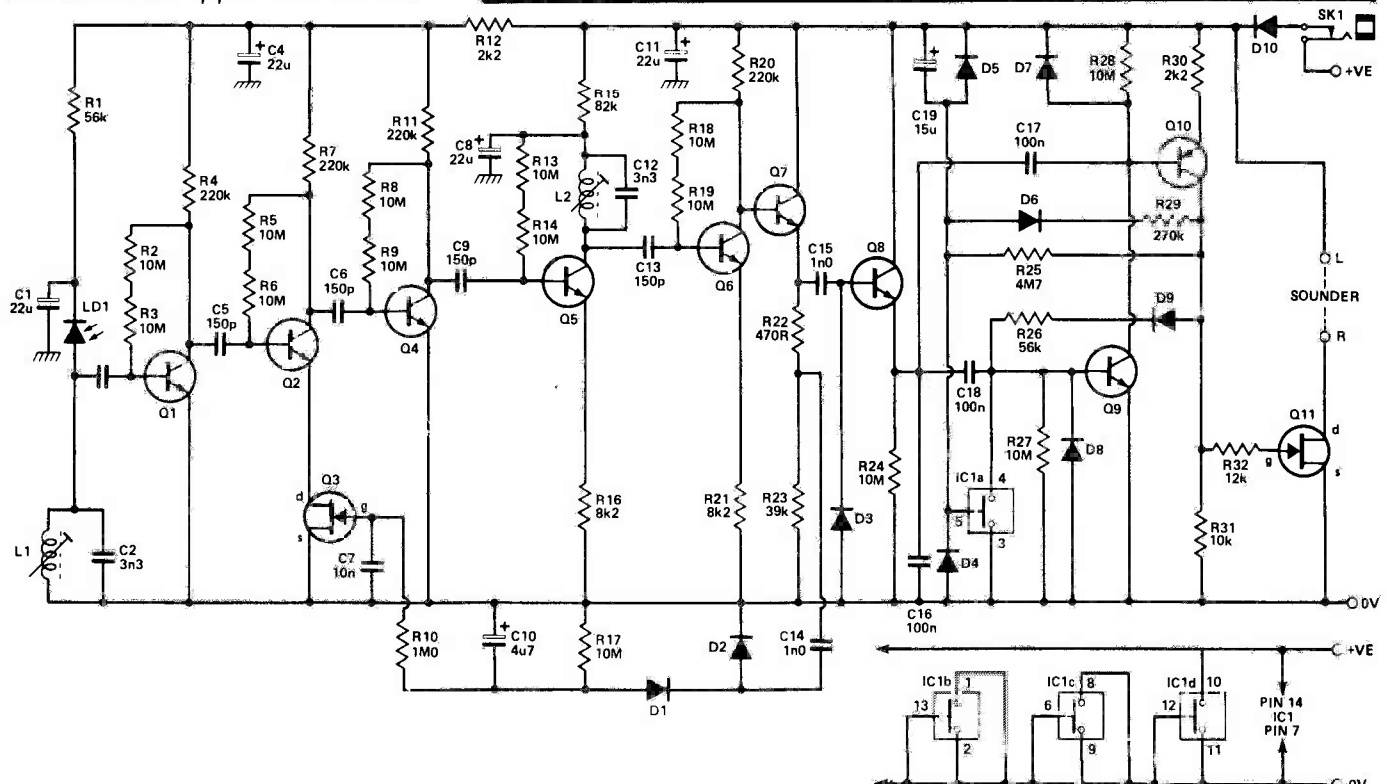 SK1
D10
+VE
R12
2k2
C4
22u
C11
22u
R20
220k
D5
D7
R28
10M
R30
2k2
R1
56k
R15
82k
C19
15u
R11
220k
R7
220k
C8
22u
R13
10M
C12
3n3
R18
10M
C17
100n
Q10
R4
220k
R8
10M
L2
Q7
R5
10M
R14
10M
R19
10M
D6
R29
270k
R2
10M
R9
10M
C9
150p
C15
1n0
Q8
R25
4M7
L
C6
150p
C13
150p
Q6
SOUNDER
C1
22u
LD1
R3
10M
R6
10M
C5
150p
Q5
R22
470R
R26
56k
D9
R
Q4
Q2
Q1
C18
100n
Q9
Q11
d
g
s
R27
10M
D8
R32
12k
R24
10M
IC1a
4
5
3
Q3
d
g
s
R16
8k2
R21
8k2
R23
39k
D3
R31
10k
L1
C2
3n3
C7
10n
D4
0V
C16
100n
R10
1M0
C10
4u7
R17
10M
D2
C14
1n0
D1
+VE
IC1b
1
13
2
IC1c
8
6
9
IC1d
10
12
11
PIN 14
IC1
PIN 7
0V